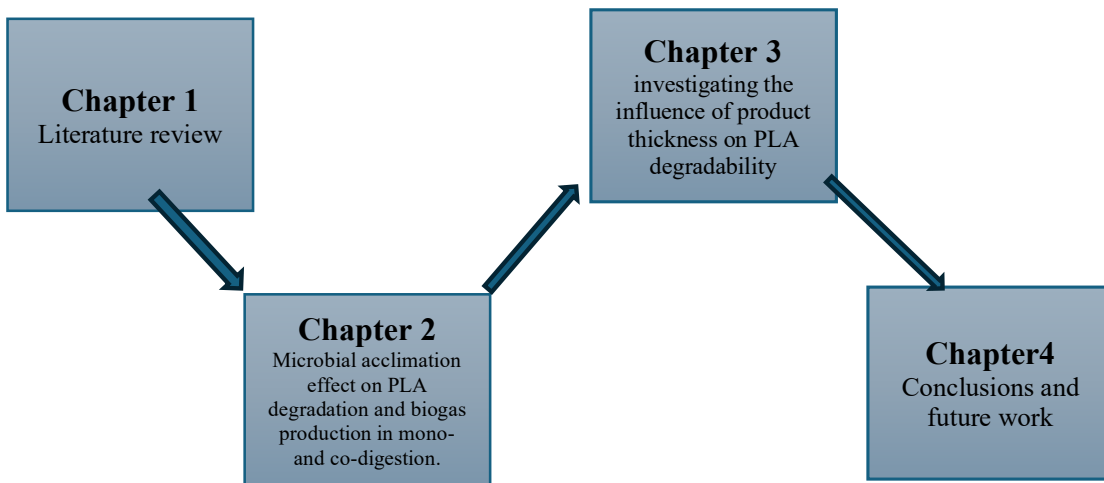 Chapter 1
Literature review
Chapter 2
Microbial acclimation
effect on PLA
degradation and biogas
production in mono-
and co-digestion.
Chapter 3
investigating the
influence of product
thickness on PLA
degradability
Chapter4
Conclusions and
future work